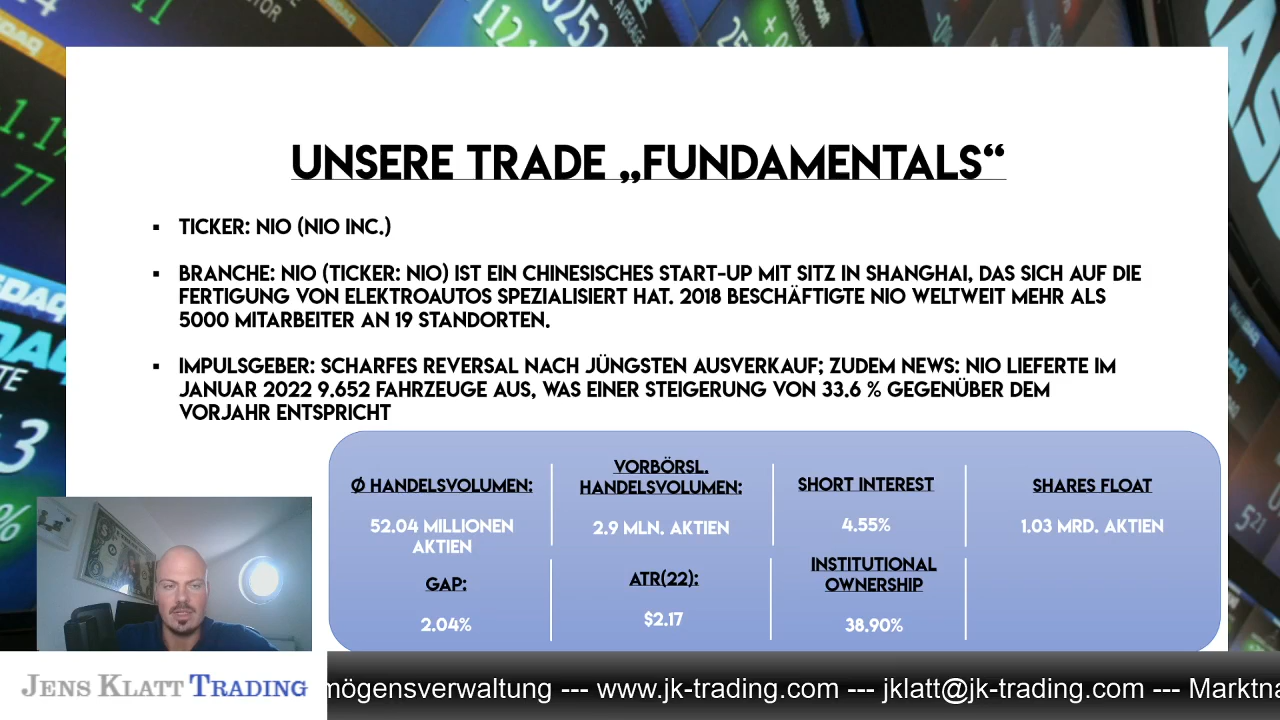 UNSERE TRADE „FUNDAMENTALS“
▪ TICKER: NIO (NIO INC.)
▪ BRANCHE: NIO (TICKER: NIO) IST EIN CHINESISCHES START-UP MIT SITZ IN SHANGHAI, DAS SICH AUF DIE
FERTIGUNG VON ELEKTROAUTOS SPEZIALISIERT HAT. 2018 BESCHÄFTIGTE NIO WELTWEIT MEHR ALS
5000 MITARBEITER AN 19 STANDORTEN.
▪ IMPULSGEBER: SCHARFES REVERSAL NACH JÜNGSTEN AUSVERKAUF; ZUDEM NEWS: NIO LIEFERTE IM
JANUAR 2022 9.652 FAHRZEUGE AUS, WAS EINER STEIGERUNG VON 33.6 % GEGENÜBER DEM
VORJAHR ENTSPRICHT
Ø HANDELSVOLUMEN:
52.04 MILLIONEN
AKTIEN
VORBÖRSL.
HANDELSVOLUMEN:
2.9 MLN. AKTIEN
SHORT INTEREST
4.55%
SHARES FLOAT
1.03 MRD. AKTIEN
GAP:
2.04%
ATR(22):
$2.17
INSTITUTIONAL
OWNERSHIP
38.90%
JENS KLATT TRADING
mögensverwaltung --- www.jk-trading.com --- jklatt@jk-trading.com --- Marktna